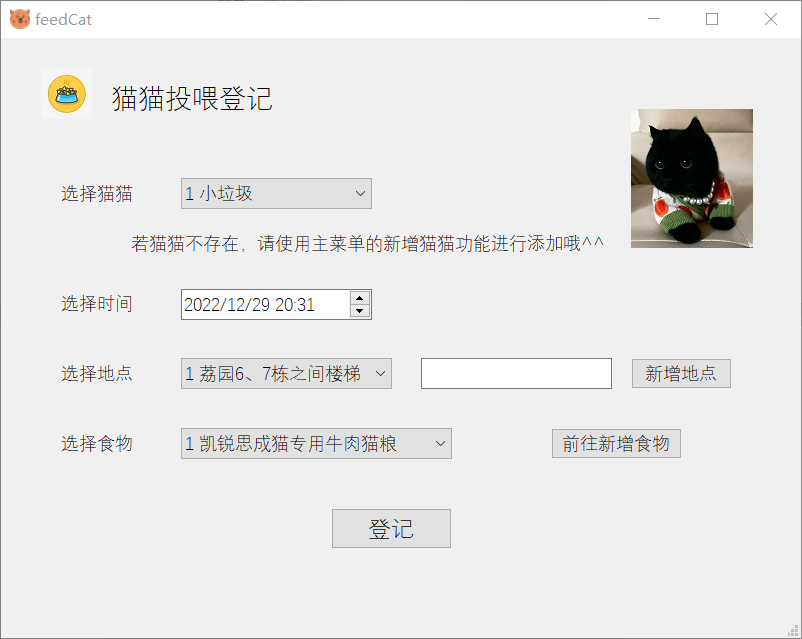 feedCat
猫猫投喂登记
选择猫猫 1 小垃圾
若猫猫不存在，请使用主菜单的新增猫猫功能进行添加哦^^
选择时间 2022/12/29 20:31
选择地点 1 荔园6、7栋之间楼梯 新增地点
选择食物 1 凯锐思成猫专用牛肉猫粮 前往新增食物
登记